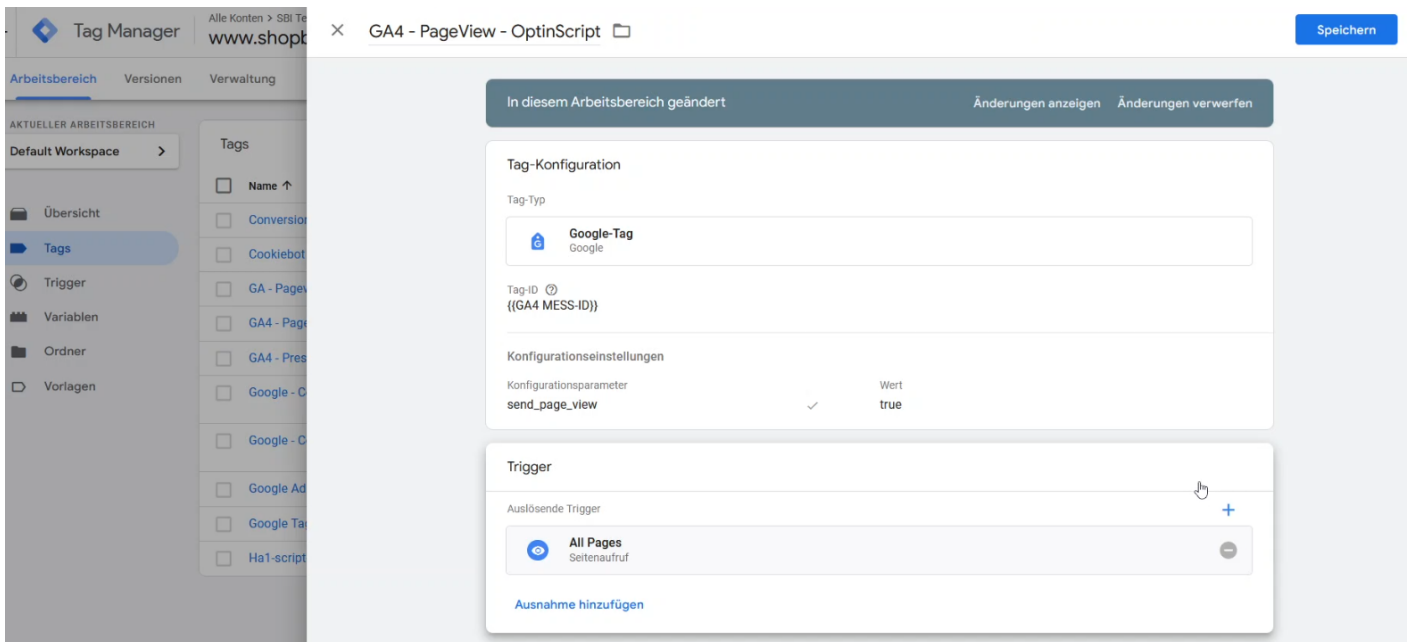 Alle Konten > SBI Te
Tag Manager
www.shopb
Arbeitsbereich Versionen Verwaltung
AKTUELLER ARBEITSBEREICH
Default Workspace
Übersicht
Tags
Trigger
Variablen
Ordner
Vorlagen
Tags
Name
Conversion
Cookiebot
GA - Pagev
GA4 - Page
GA4 - Pres
Google - C
Google - C
Google Ad
Google Ta
Ha1-script
GA4 - PageView - OptinScript
Speichern
In diesem Arbeitsbereich geändert Änderungen anzeigen Änderungen verwerfen
Tag-Konfiguration
Tag-Typ
Google-Tag
Google
Tag-ID
{{GA4 MESS-ID}}
Konfigurationseinstellungen
Konfigurationsparameter Wert
send_page_view true
Trigger
Auslösende Trigger
All Pages
Seitenaufruf
Ausnahme hinzufügen